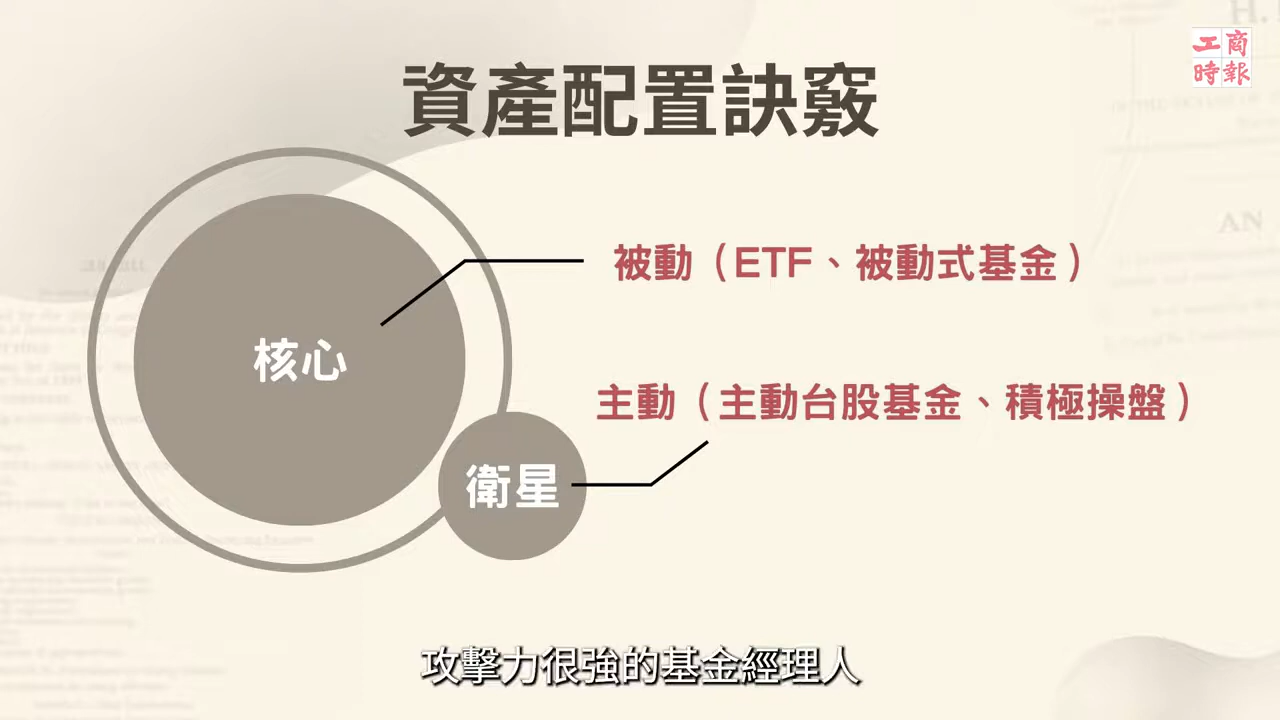 資產配置訣竅
工商
時報
被動（ETF、被動式基金）
核心
主動（主動台股基金、積極操盤）
衛星
攻擊力很強的基金經理人